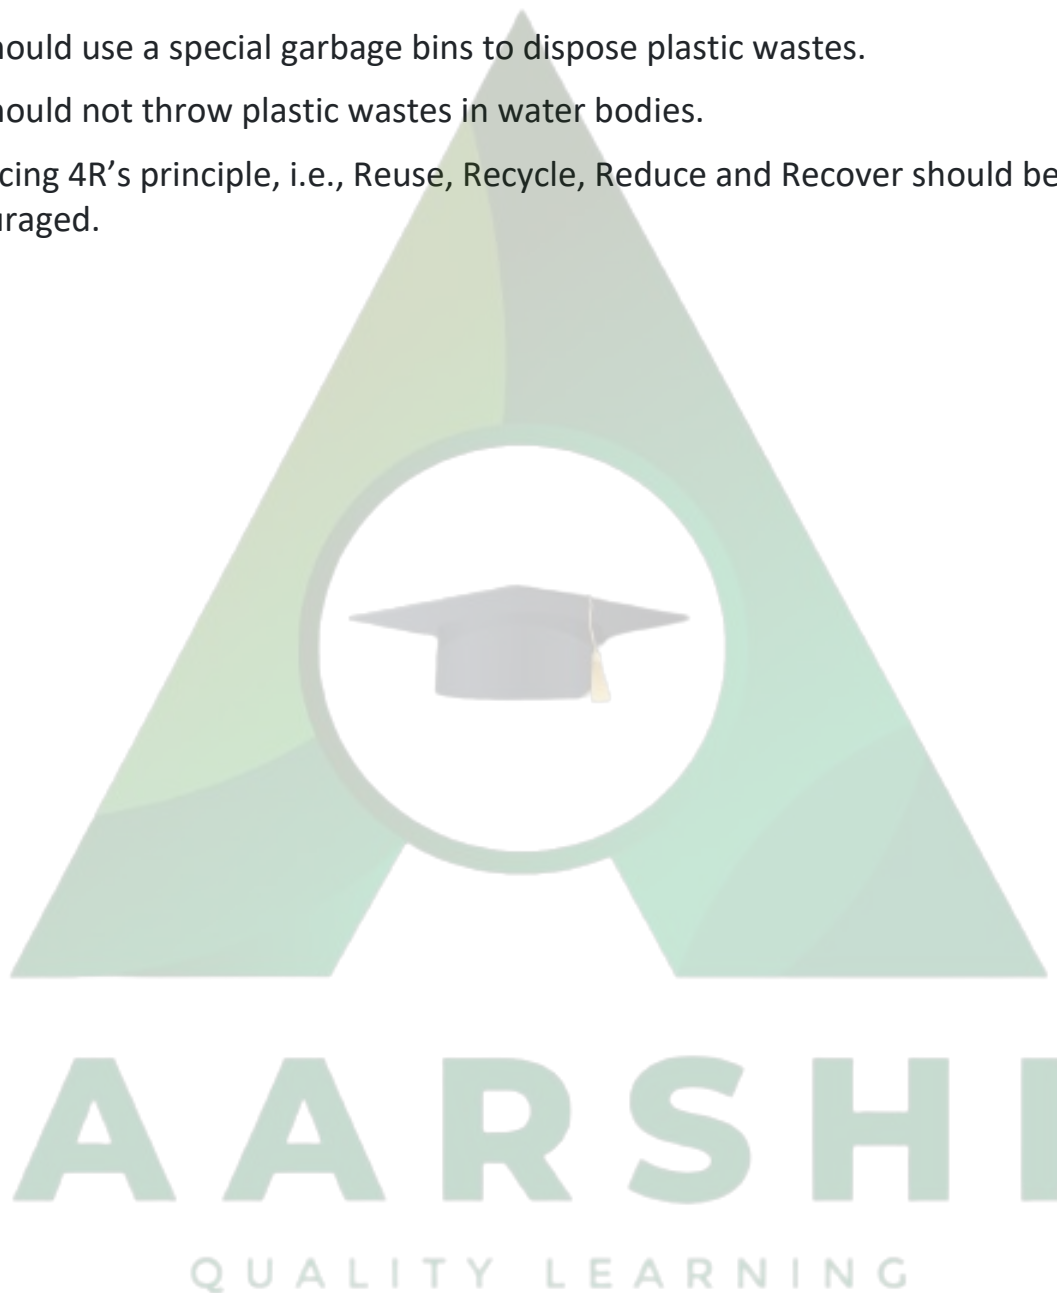 hould use a special garbage bins to dispose plastic wastes.
hould not throw plastic wastes in water bodies.
cing 4R’s principle, i.e., Reuse, Recycle, Reduce and Recover should be
uraged.
AARSHI
QUALITY LEARNING